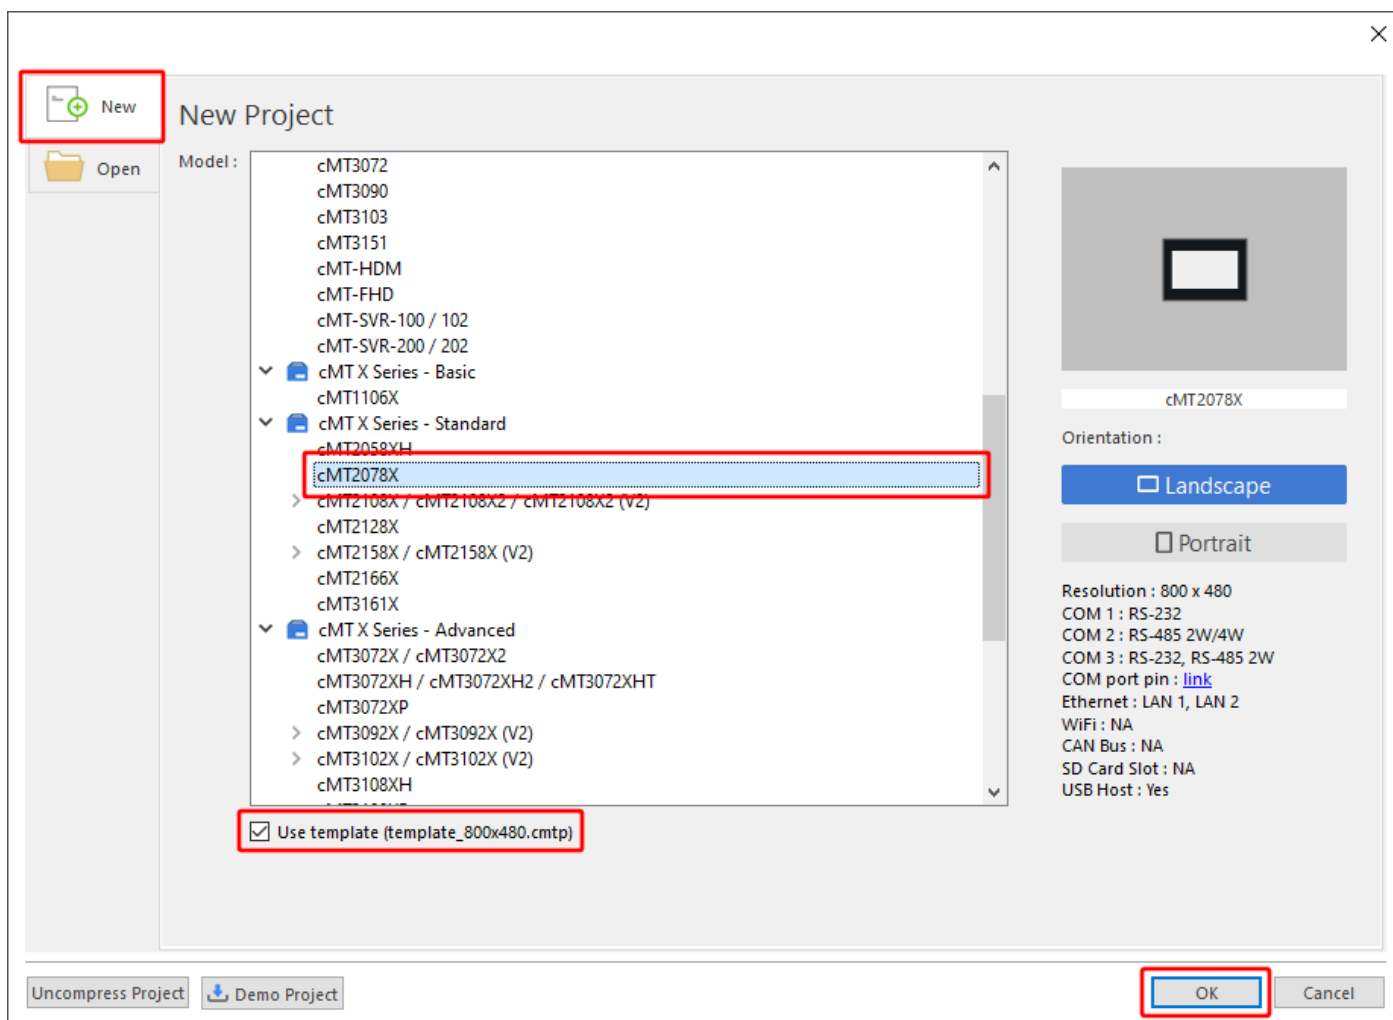 New
Open
New Project
Model :
cMT3072
cMT3090
cMT3103
cMT3151
cMT-HDM
cMT-FHD
cMT-SVR-100 / 102
cMT-SVR-200 / 202
cMT X Series - Basic
cMT1106X
cMT X Series - Standard
cMT2058XH
cMT2078X
cMT2108X / cMT2108X2 / cMT2108X2 (V2)
cMT2128X
cMT2158X / cMT2158X (V2)
cMT2166X
cMT3161X
cMT X Series - Advanced
cMT3072X / cMT3072X2
cMT3072XH / cMT3072XH2 / cMT3072XHT
cMT3072XP
cMT3092X / cMT3092X (V2)
cMT3102X / cMT3102X (V2)
cMT3108XH
Use template (template_800x480.cmtp)
cMT2078X
Orientation :
Landscape
Portrait
Resolution : 800 x 480
COM 1 : RS-232
COM 2 : RS-485 2W/4W
COM 3 : RS-232, RS-485 2W
COM port pin : link
Ethernet : LAN 1, LAN 2
WiFi : NA
CAN Bus : NA
SD Card Slot : NA
USB Host : Yes
Uncompress Project
Demo Project
OK
Cancel